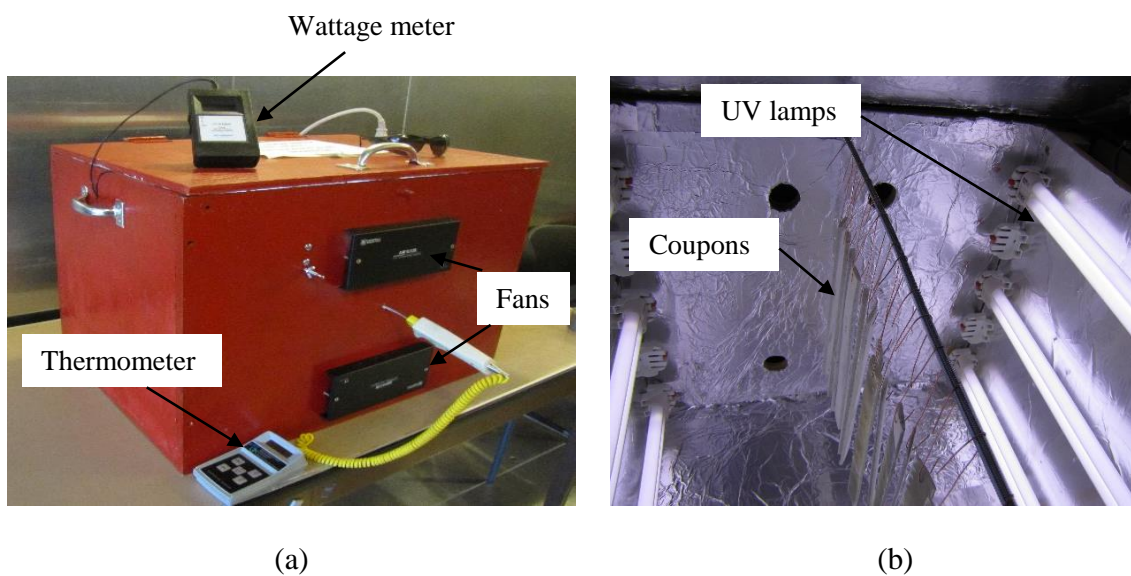 Wattage meter
UV lamps
Coupons
Fans
Thermometer
(a)
(b)